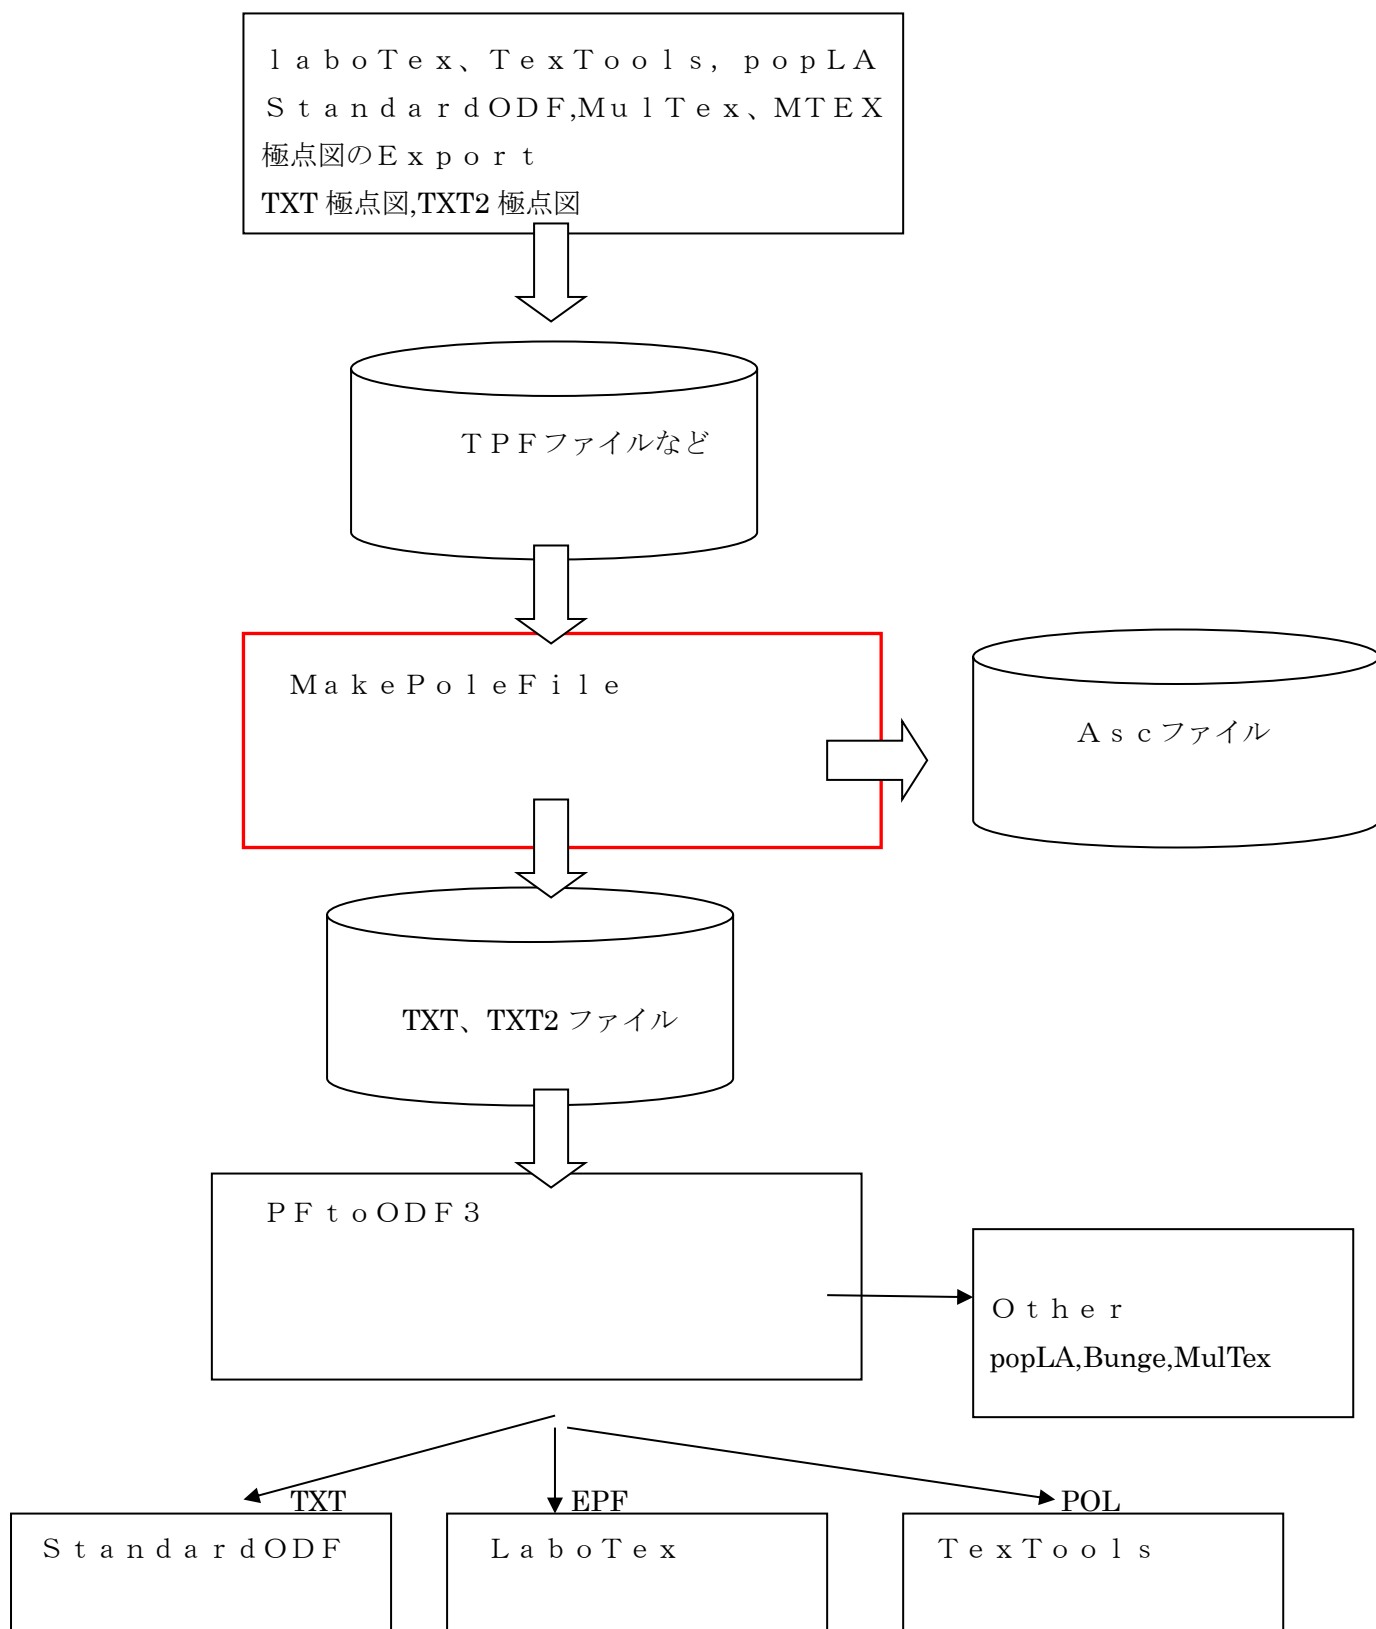 ｌａｂｏＴｅｘ、ＴｅｘＴｏｏｌｓ，ｐｏｐＬＡ
ＳｔａｎｄａｒｄＯＤＦ,ＭｕｌＴｅｘ、ＭＴＥＸ
極点図のＥｘｐｏｒｔ
TXT 極点図,TXT2 極点図
ＴＰＦファイルなど
ＭａｋｅＰｏｌｅＦｉｌｅ
Ａｓｃファイル
TXT、TXT2 ファイル
ＰＦｔｏＯＤＦ３
Ｏｔｈｅｒ
popLA,Bunge,MulTex
TXT
EPF
POL
ＳｔａｎｄａｒｄＯＤＦ
ＬａｂｏＴｅｘ
ＴｅｘＴｏｏｌｓ